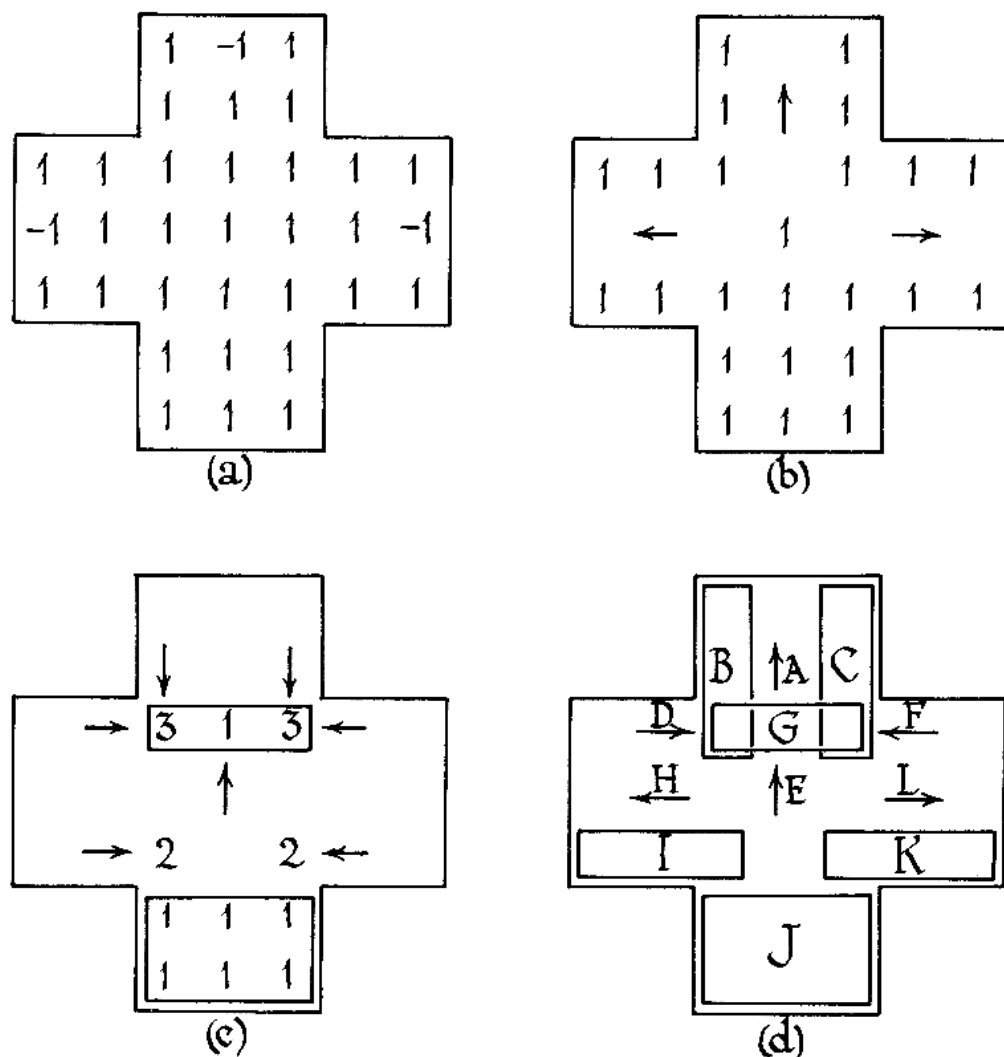 1 -1 1 1 1
1 1 1 1 1
1 1 1 1 1 1 1 1 1 1 1 1 1
-1 1 1 1 1 1 -1 1
1 1 1 1 1 1 1 1 1 1 1 1 1 1
1 1 1 1 1 1
1 1 1 1 1 1
(a) (b)
B A C
3 1 3 D G F
H E L
2 2 I K
1 1 1
1 1 1 J
(c) (d)